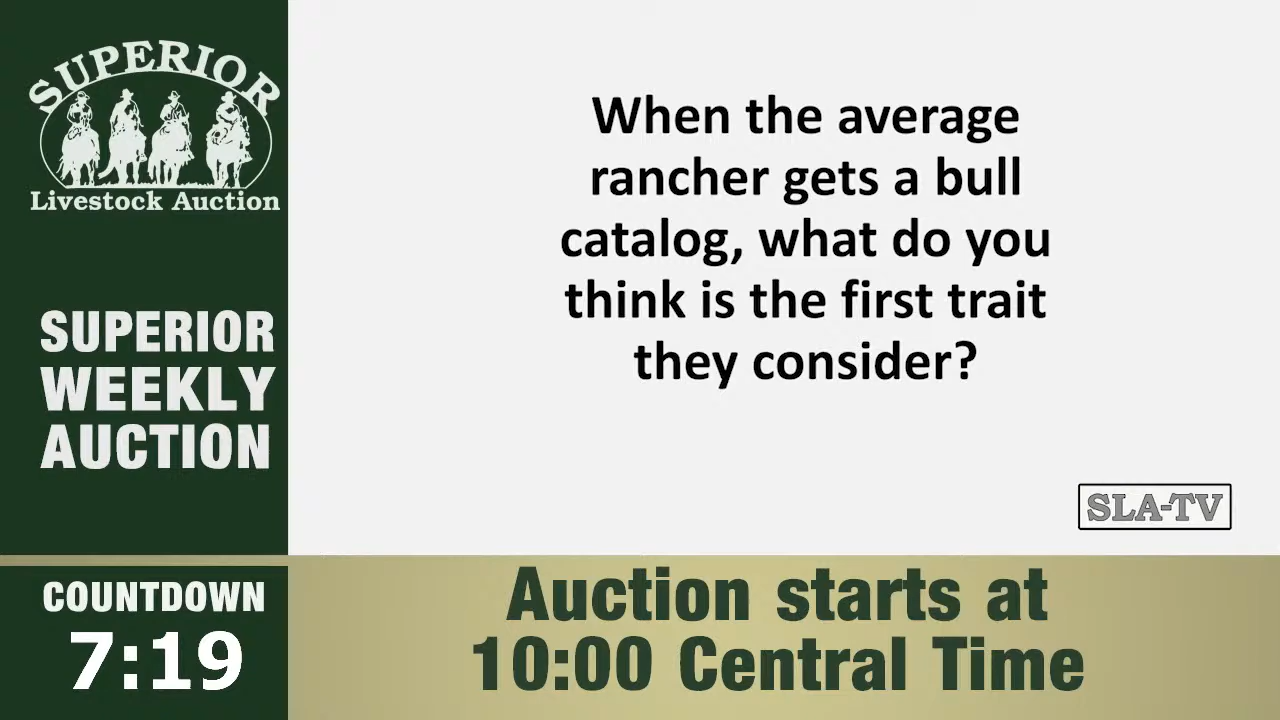 SUPERIOR
Livestock Auction
SUPERIOR
WEEKLY
AUCTION
When the average
rancher gets a bull
catalog, what do you
think is the first trait
they consider?
SLA-TV
COUNTDOWN
7:19
Auction starts at
10:00 Central Time